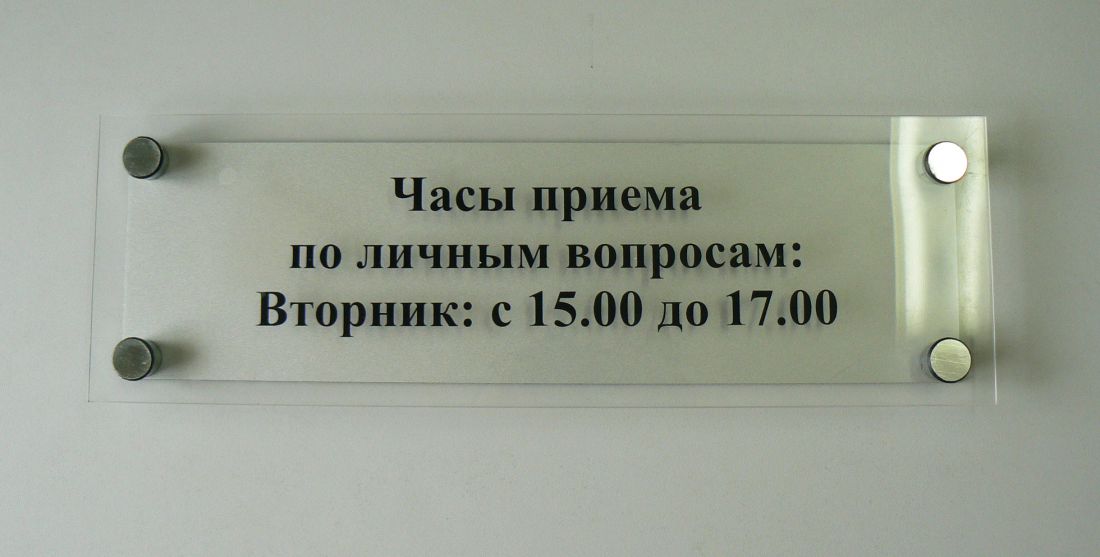 Часы приема
по личным вопросам:
Вторник: с 15.00 до 17.00